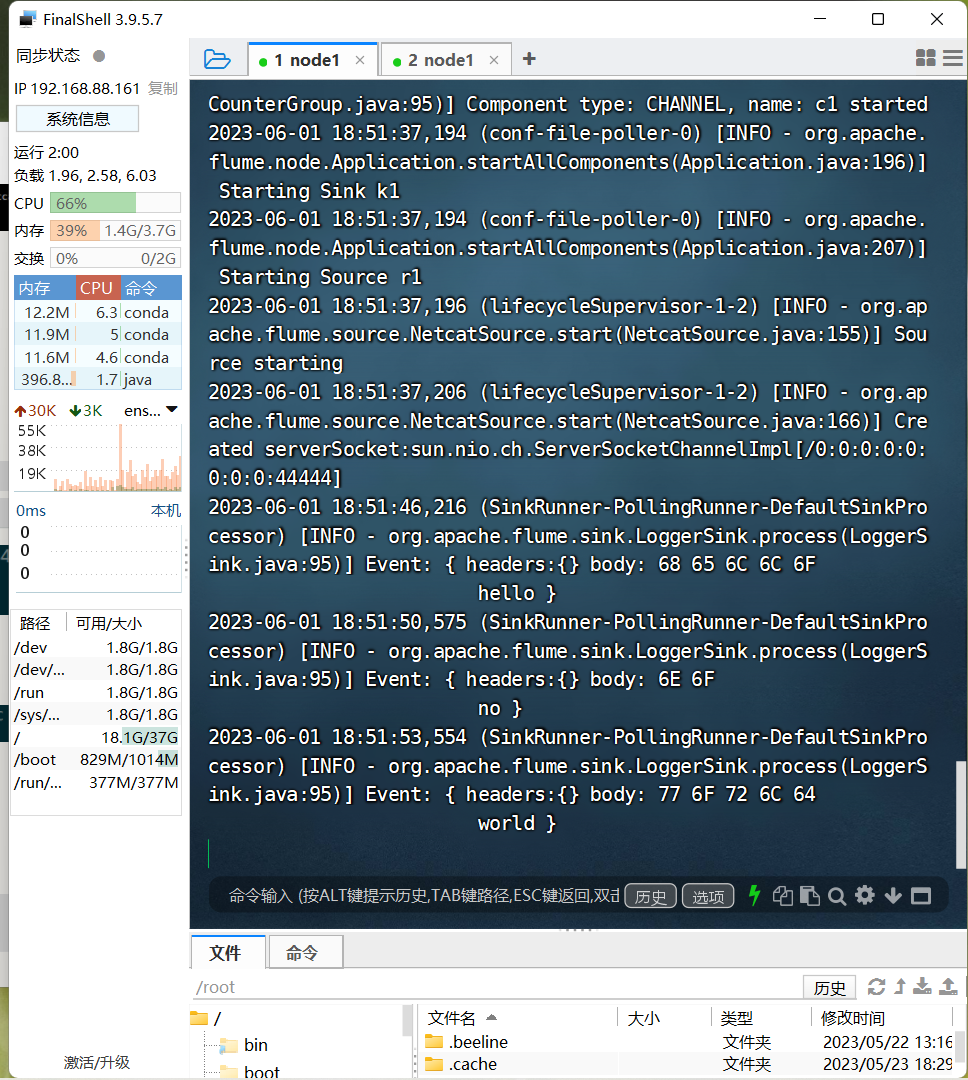 FinalShell 3.9.5.7
同步状态
IP 192.168.88.161 复制
系统信息
运行 2:00
负载 1.96, 2.58, 6.03
CPU 66%
内存 39% 1.4G/3.7G
交换 0% 0/2G
内存 CPU 命令
12.2M 6.3 conda
11.9M 5 conda
11.6M 4.6 conda
396.8... 1.7 java
30K 3K ens...
55K
38K
19K
0ms 本机
0
0
0
路径 可用/大小
/dev 1.8G/1.8G
/dev/... 1.8G/1.8G
/run 1.8G/1.8G
/sys/... 1.8G/1.8G
/ 18.1G/37G
/boot 829M/1014M
/run/... 377M/377M
激活/升级
1 node1
2 node1
CounterGroup.java:95)] Component type: CHANNEL, name: c1 started
2023-06-01 18:51:37,194 (conf-file-poller-0) [INFO - org.apache.
flume.node.Application.startAllComponents(Application.java:196)]
Starting Sink k1
2023-06-01 18:51:37,194 (conf-file-poller-0) [INFO - org.apache.
flume.node.Application.startAllComponents(Application.java:207)]
Starting Source r1
2023-06-01 18:51:37,196 (lifecycleSupervisor-1-2) [INFO - org.ap
ache.flume.source.NetcatSource.start(NetcatSource.java:155)] Sou
rce starting
2023-06-01 18:51:37,206 (lifecycleSupervisor-1-2) [INFO - org.ap
ache.flume.source.NetcatSource.start(NetcatSource.java:166)] Cre
ated serverSocket:sun.nio.ch.ServerSocketChannelImpl[/0:0:0:0:0:
0:0:0:44444]
2023-06-01 18:51:46,216 (SinkRunner-PollingRunner-DefaultSinkPro
cessor) [INFO - org.apache.flume.sink.LoggerSink.process(LoggerS
ink.java:95)] Event: { headers:{} body: 68 65 6C 6C 6F
hello }
2023-06-01 18:51:50,575 (SinkRunner-PollingRunner-DefaultSinkPro
cessor) [INFO - org.apache.flume.sink.LoggerSink.process(LoggerS
ink.java:95)] Event: { headers:{} body: 6E 6F
no }
2023-06-01 18:51:53,554 (SinkRunner-PollingRunner-DefaultSinkPro
cessor) [INFO - org.apache.flume.sink.LoggerSink.process(LoggerS
ink.java:95)] Event: { headers:{} body: 77 6F 72 6C 64
world }
命令输入 (按ALT键提示历史,TAB键路径,ESC键返回,双击 历史 选项
文件 命令
/root 历史
/
bin
boot
文件名 大小 类型 修改时间
.beeline 文件夹 2023/05/22 13:16
.cache 文件夹 2023/05/23 18:29